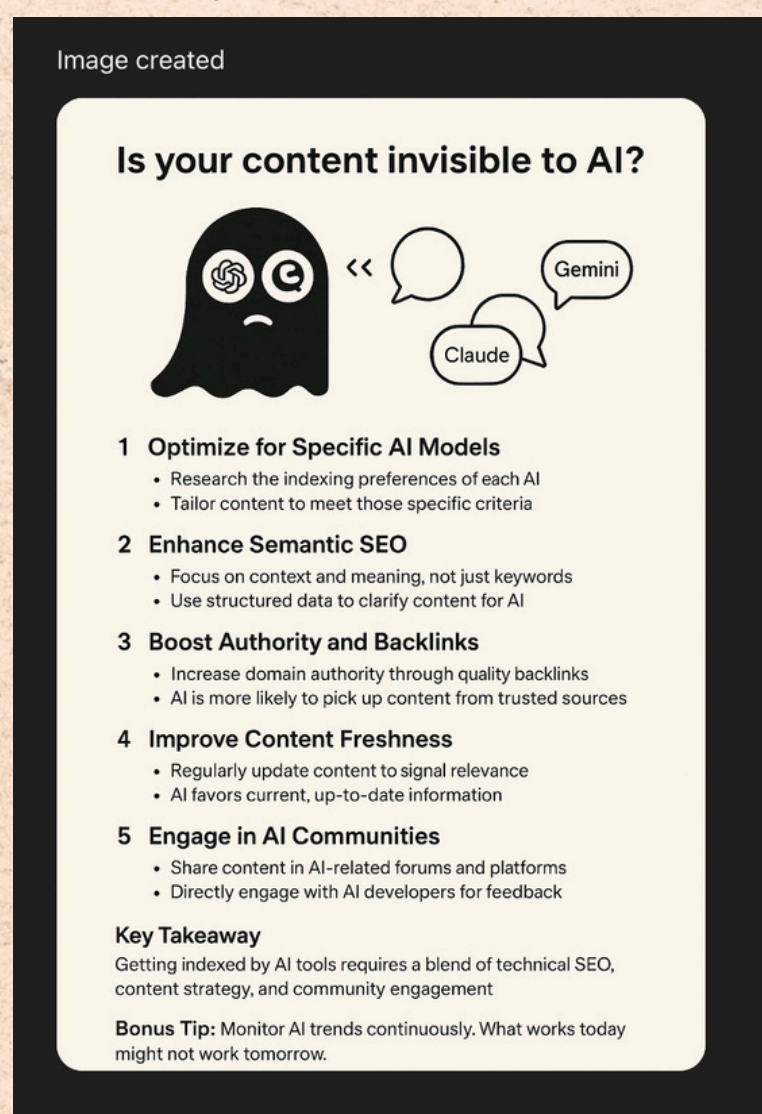 Image created
Is your content invisible to AI?
Gemini
Claude
1 Optimize for Specific AI Models
• Research the indexing preferences of each AI
• Tailor content to meet those specific criteria
2 Enhance Semantic SEO
• Focus on context and meaning, not just keywords
• Use structured data to clarify content for AI
3 Boost Authority and Backlinks
• Increase domain authority through quality backlinks
• AI is more likely to pick up content from trusted sources
4 Improve Content Freshness
• Regularly update content to signal relevance
• AI favors current, up-to-date information
5 Engage in AI Communities
• Share content in AI-related forums and platforms
• Directly engage with AI developers for feedback
Key Takeaway
Getting indexed by AI tools requires a blend of technical SEO,
content strategy, and community engagement
Bonus Tip: Monitor AI trends continuously. What works today
might not work tomorrow.